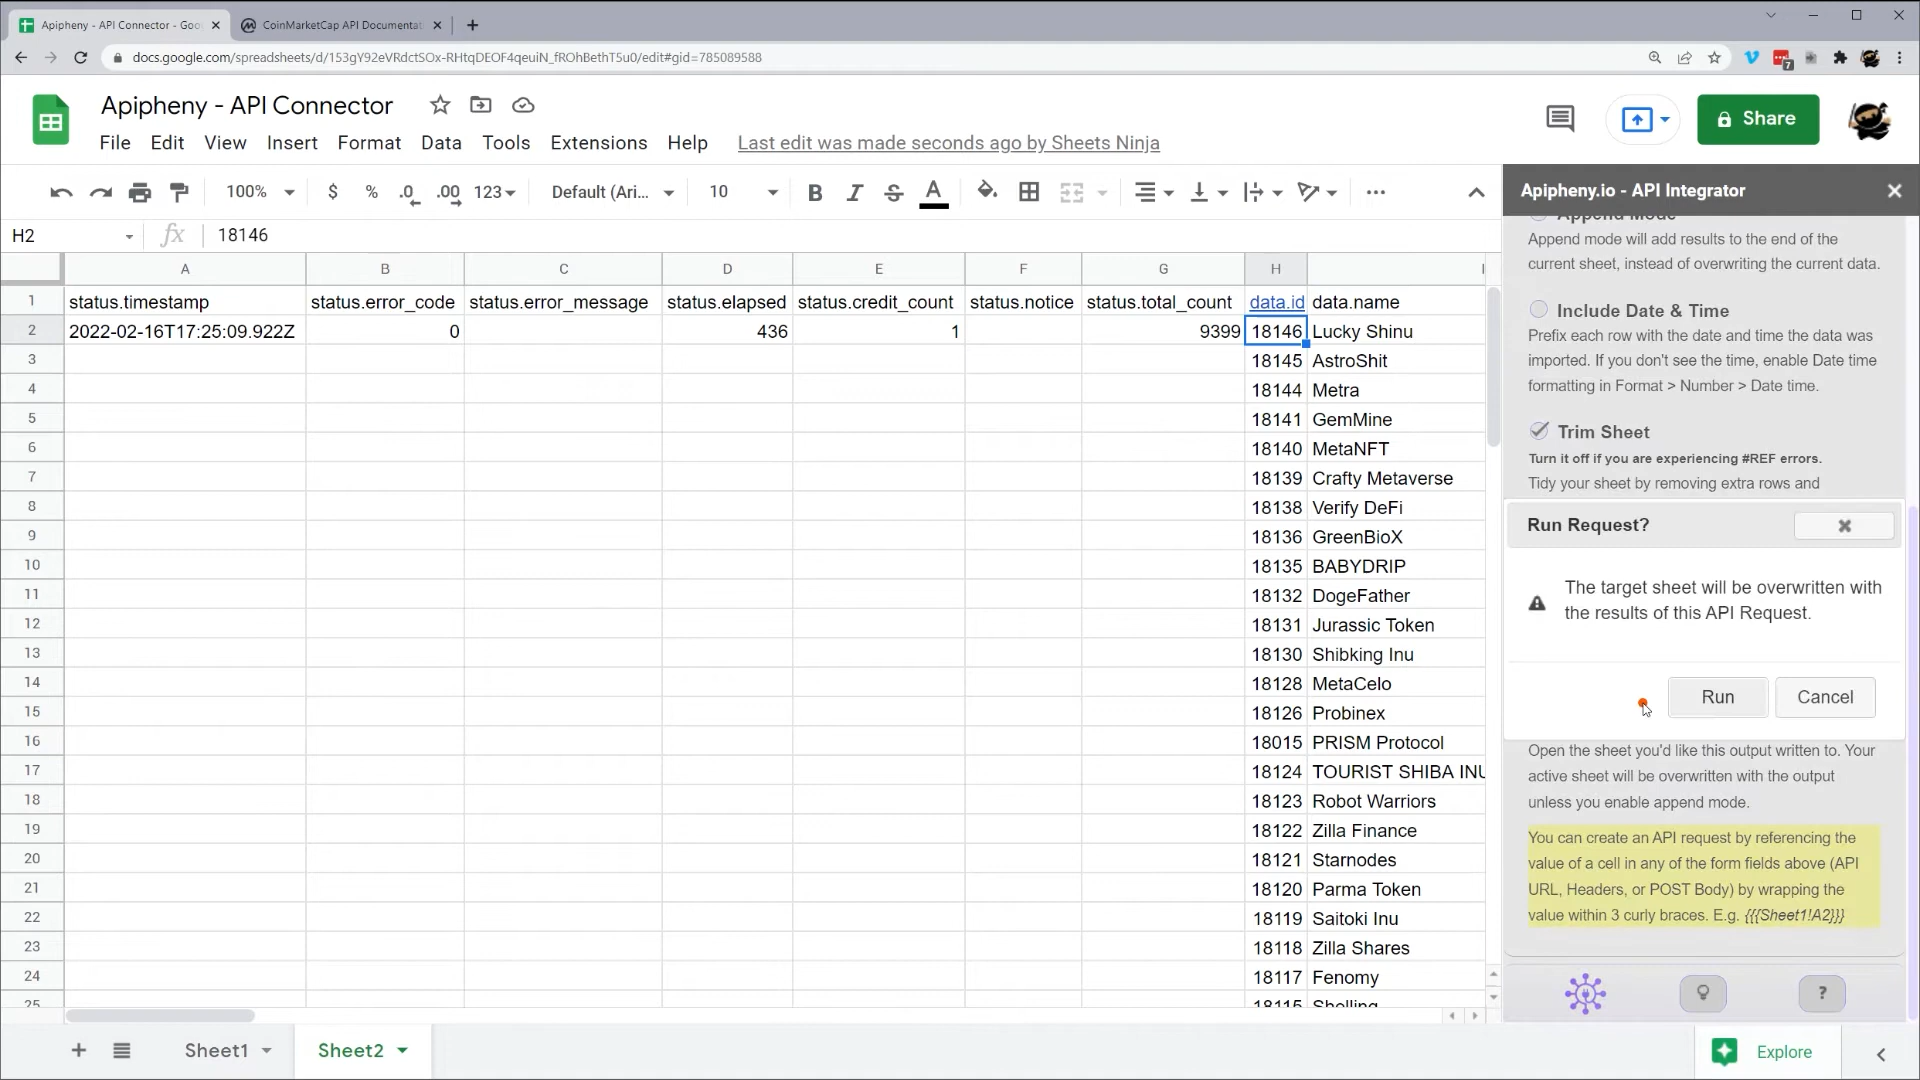 Apipheny - API Connector - Goo
CoinMarketCap API Documentat
docs.google.com/spreadsheets/d/153gY92eVRdctSOx-RHtqDEOF4qeuiN_fROhBethT5u0/edit#gid=785089588
7
Apipheny - API Connector
File Edit View Insert Format Data Tools Extensions Help Last edit was made seconds ago by Sheets Ninja
Share
100% $ % .0 .00 123 Default (Ari... 10 B I S A
Apipheny.io - API Integrator
H2 fx 18146
A B C D E F G H I
1 status.timestamp status.error_code status.error_message status.elapsed status.credit_count status.notice status.total_count data.id data.name
2 2022-02-16T17:25:09.922Z 0 436 1 9399 18146 Lucky Shinu
3 18145 AstroShit
4 18144 Metra
5 18141 GemMine
6 18140 MetaNFT
7 18139 Crafty Metaverse
8 18138 Verify DeFi
9 18136 GreenBioX
10 18135 BABYDRIP
11 18132 DogeFather
12 18131 Jurassic Token
13 18130 Shibking Inu
14 18128 MetaCelo
15 18126 Probinex
16 18015 PRISM Protocol
17 18124 TOURIST SHIBA INU
18 18123 Robot Warriors
19 18122 Zilla Finance
20 18121 Starnodes
21 18120 Parma Token
22 18119 Saitoki Inu
23 18118 Zilla Shares
24 18117 Fenomy
25 18115 Shelling
Append Mode
Append mode will add results to the end of the
current sheet, instead of overwriting the current data.
Include Date & Time
Prefix each row with the date and time the data was
imported. If you don't see the time, enable Date time
formatting in Format > Number > Date time.
Trim Sheet
Turn it off if you are experiencing #REF errors.
Tidy your sheet by removing extra rows and
Run Request?
The target sheet will be overwritten with
the results of this API Request.
Run Cancel
Open the sheet you'd like this output written to. Your
active sheet will be overwritten with the output
unless you enable append mode.
You can create an API request by referencing the
value of a cell in any of the form fields above (API
URL, Headers, or POST Body) by wrapping the
value within 3 curly braces. E.g. {{{Sheet1!A2}}}
?
Sheet1 Sheet2
Explore